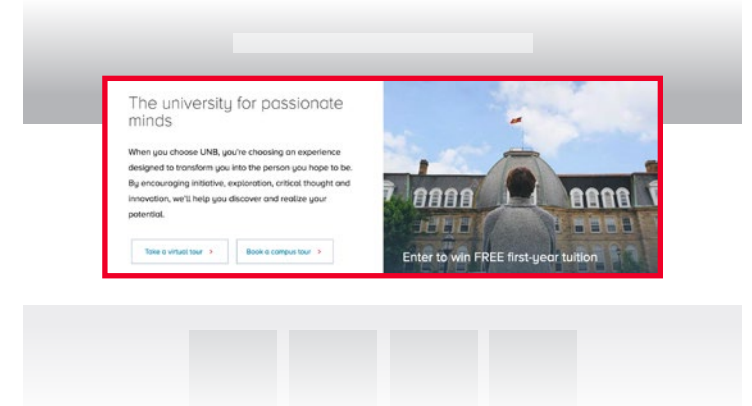 The university for passionate
minds
When you choose UNB, you're choosing an experience
designed to transform you into the person you hope to be.
By encouraging initiative, exploration, critical thought and
innovation, we'll help you discover and realize your
potential.
Take a virtual tour >
Book a campus tour >
Enter to win FREE first-year tuition